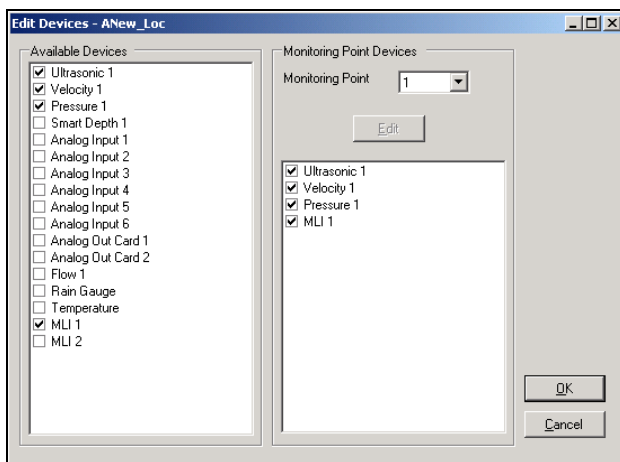 Edit Devices - ANew_Loc
Available Devices
Ultrasonic 1
Velocity 1
Pressure 1
Smart Depth 1
Analog Input 1
Analog Input 2
Analog Input 3
Analog Input 4
Analog Input 5
Analog Input 6
Analog Out Card 1
Analog Out Card 2
Flow 1
Rain Gauge
Temperature
MLI 1
MLI 2
Monitoring Point Devices
Monitoring Point 1
Edit
Ultrasonic 1
Velocity 1
Pressure 1
MLI 1
OK
Cancel